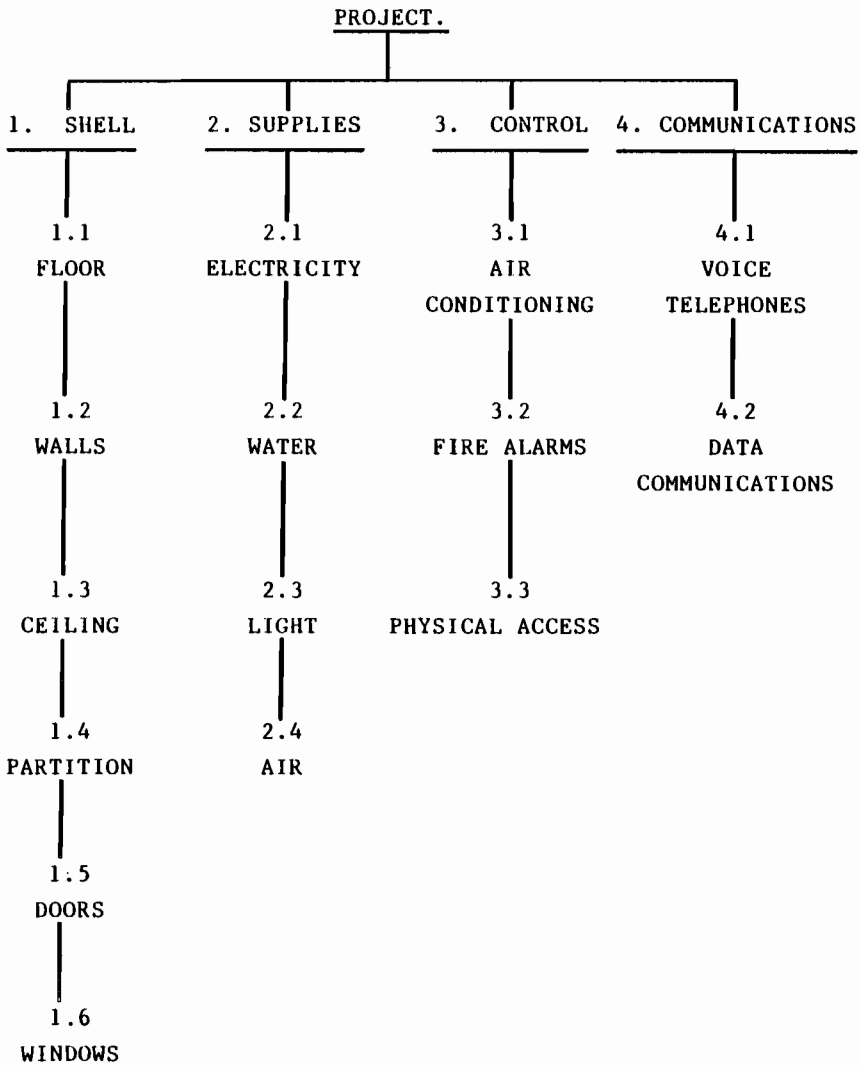 PROJECT.
1. SHELL
2. SUPPLIES
3. CONTROL
4. COMMUNICATIONS
1.1
FLOOR
2.1
ELECTRICITY
3.1
AIR
CONDITIONING
4.1
VOICE
TELEPHONES
1.2
WALLS
2.2
WATER
3.2
FIRE ALARMS
4.2
DATA
COMMUNICATIONS
1.3
CEILING
2.3
LIGHT
3.3
PHYSICAL ACCESS
1.4
PARTITION
2.4
AIR
1.5
DOORS
1.6
WINDOWS